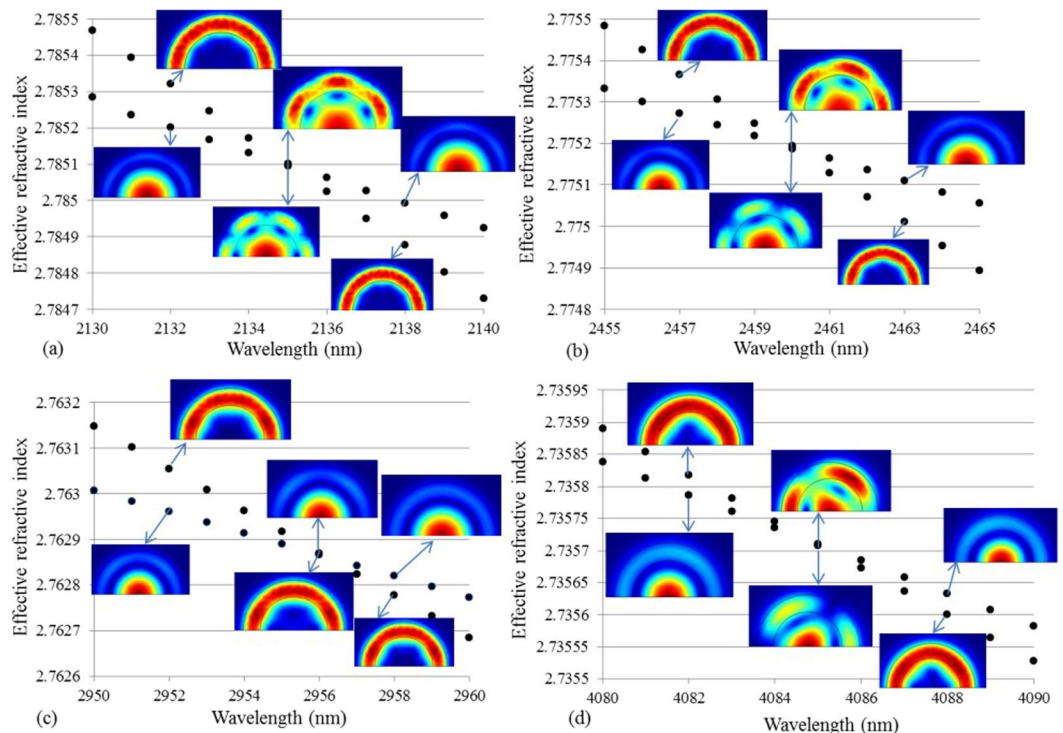 2.7855
2.7854
2.7853
2.7852
2.7851
2.785
2.7849
2.7848
2.7847
Effective refractive index
2130 2132 2134 2136 2138 2140
(a) Wavelength (nm)
2.7755
2.7754
2.7753
2.7752
2.7751
2.775
2.7749
2.7748
Effective refractive index
2455 2457 2459 2461 2463 2465
(b) Wavelength (nm)
2.7632
2.7631
2.763
2.7629
2.7628
2.7627
2.7626
Effective refractive index
2950 2952 2954 2956 2958 2960
(c) Wavelength (nm)
2.73595
2.7359
2.73585
2.7358
2.73575
2.7357
2.73565
2.7356
2.73555
2.7355
Effective refractive index
4080 4082 4084 4086 4088 4090
(d) Wavelength (nm)